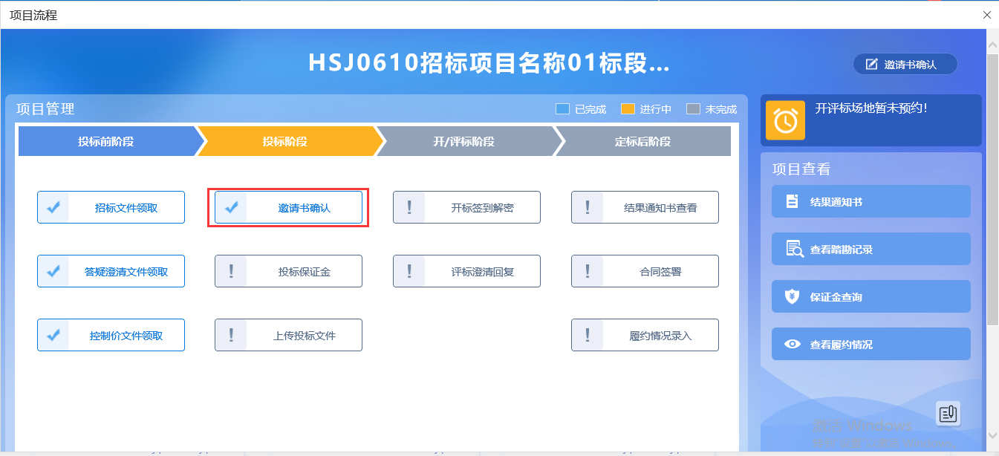 项目流程
HSJ0610招标项目名称01标段...
邀请书确认
项目管理
已完成
进行中
未完成
开评标场地暂未预约！
投标前阶段
投标阶段
开/评标阶段
定标后阶段
项目查看
招标文件领取
邀请书确认
开标签到解密
结果通知书查看
结果通知书
答疑澄清文件领取
投标保证金
评标澄清回复
合同签署
查看踏勘记录
控制价文件领取
上传投标文件
履约情况录入
保证金查询
查看履约情况
激活 Windows